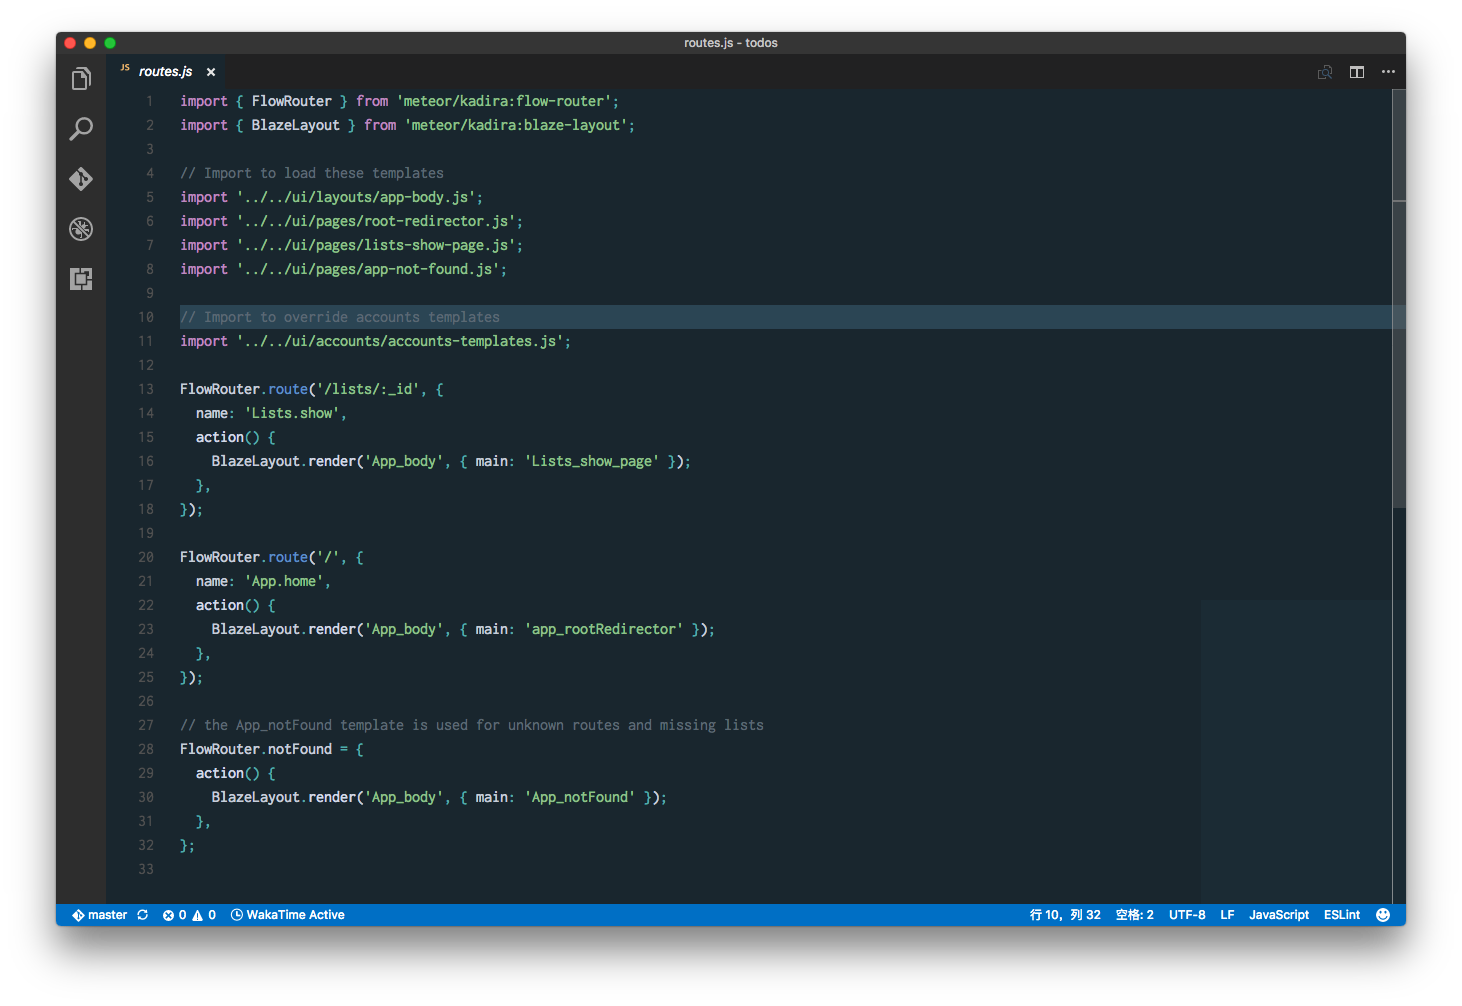 routes.js - todos
JS routes.js ×
1 import { FlowRouter } from 'meteor/kadira:flow-router';
2 import { BlazeLayout } from 'meteor/kadira:blaze-layout';
3
4 // Import to load these templates
5 import '../../ui/layouts/app-body.js';
6 import '../../ui/pages/root-redirector.js';
7 import '../../ui/pages/lists-show-page.js';
8 import '../../ui/pages/app-not-found.js';
9
10 // Import to override accounts templates
11 import '../../ui/accounts/accounts-templates.js';
12
13 FlowRouter.route('/lists/:_id', {
14   name: 'Lists.show',
15   action() {
16     BlazeLayout.render('App_body', { main: 'Lists_show_page' });
17   },
18 });
19
20 FlowRouter.route('/', {
21   name: 'App.home',
22   action() {
23     BlazeLayout.render('App_body', { main: 'app_rootRedirector' });
24   },
25 });
26
27 // the App_notFound template is used for unknown routes and missing lists
28 FlowRouter.notFound = {
29   action() {
30     BlazeLayout.render('App_body', { main: 'App_notFound' });
31   },
32 };
33
master 0 0 WakaTime Active 行 10，列 32 空格: 2 UTF-8 LF JavaScript ESLint